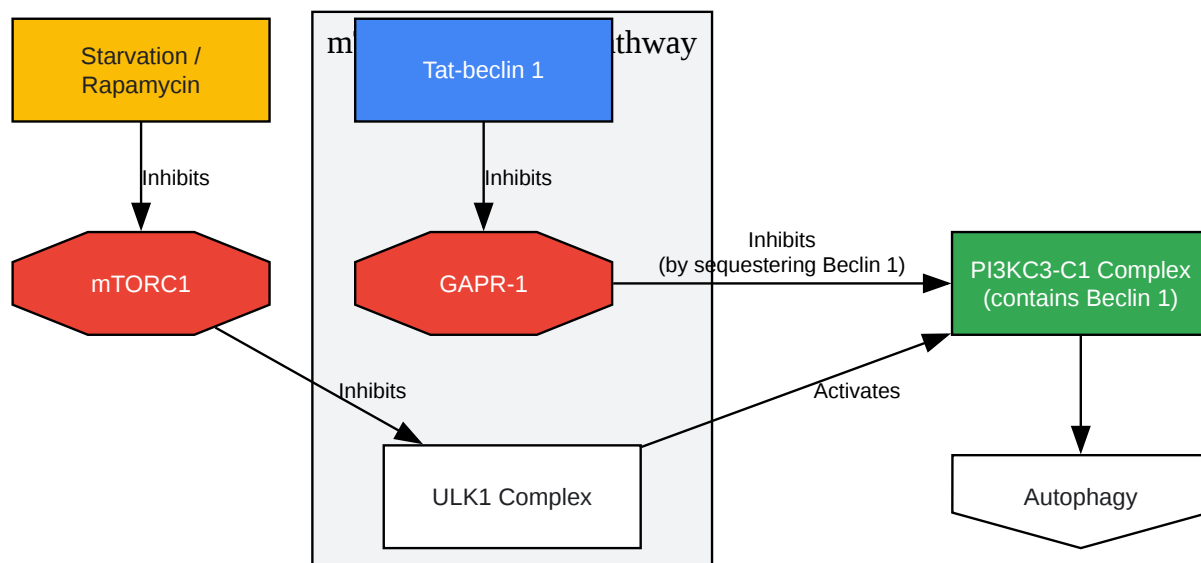 Starvation /
Rapamycin
Tat-beclin 1
Inhibits
Inhibits
mTORC1
GAPR-1
Inhibits
(by sequestering Beclin 1)
PI3KC3-C1 Complex
(contains Beclin 1)
Inhibits
Activates
ULK1 Complex
Autophagy